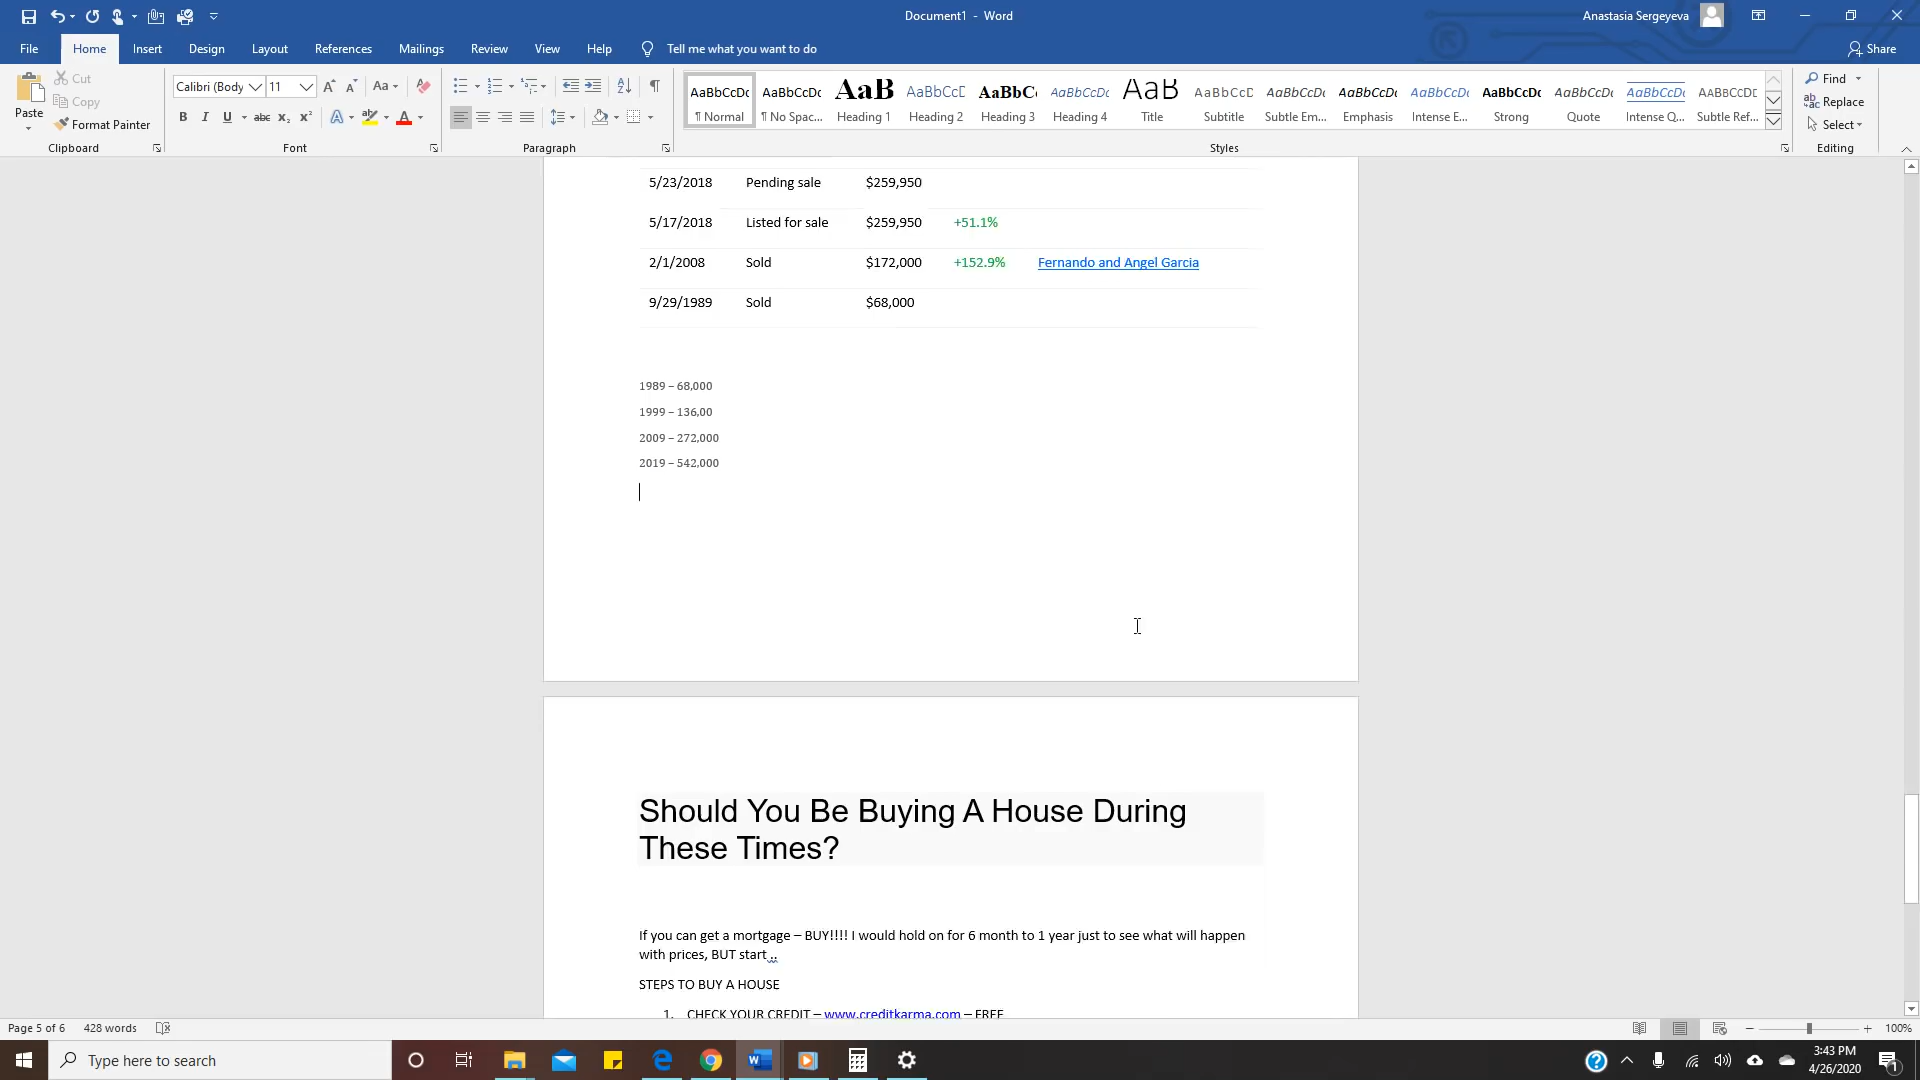 Document1 - Word
Anastasia Sergeyeva
File Home Insert Design Layout References Mailings Review View Help Tell me what you want to do Share
Paste
Cut
Copy
Format Painter
Clipboard
Calibri (Body 11
Font
Paragraph
AaBbCcDc AaBbCcDc AaB AaBbCcD AaBbC AaBbCcDc AaB AaBbCcD AaBbCcDc AaBbCcDc AaBbCcDc AaBbCcDc AaBbCcDc AaBbCcDc AaBbCcDc
¶ Normal ¶ No Spac... Heading 1 Heading 2 Heading 3 Heading 4 Title Subtitle Subtle Em... Emphasis Intense E... Strong Quote Intense Q... Subtle Ref...
Styles
Find
Replace
Select
Editing
5/23/2018 Pending sale $259,950
5/17/2018 Listed for sale $259,950 +51.1%
2/1/2008 Sold $172,000 +152.9% Fernando and Angel Garcia
9/29/1989 Sold $68,000
1989 – 68,000
1999 – 136,00
2009 – 272,000
2019 – 542,000
Should You Be Buying A House During
These Times?
If you can get a mortgage – BUY!!!! I would hold on for 6 month to 1 year just to see what will happen
with prices, BUT start ..
STEPS TO BUY A HOUSE
1. CHECK YOUR CREDIT – www.creditkarma.com – FREE
Page 5 of 6 428 words
100%
Type here to search
3:43 PM
4/26/2020